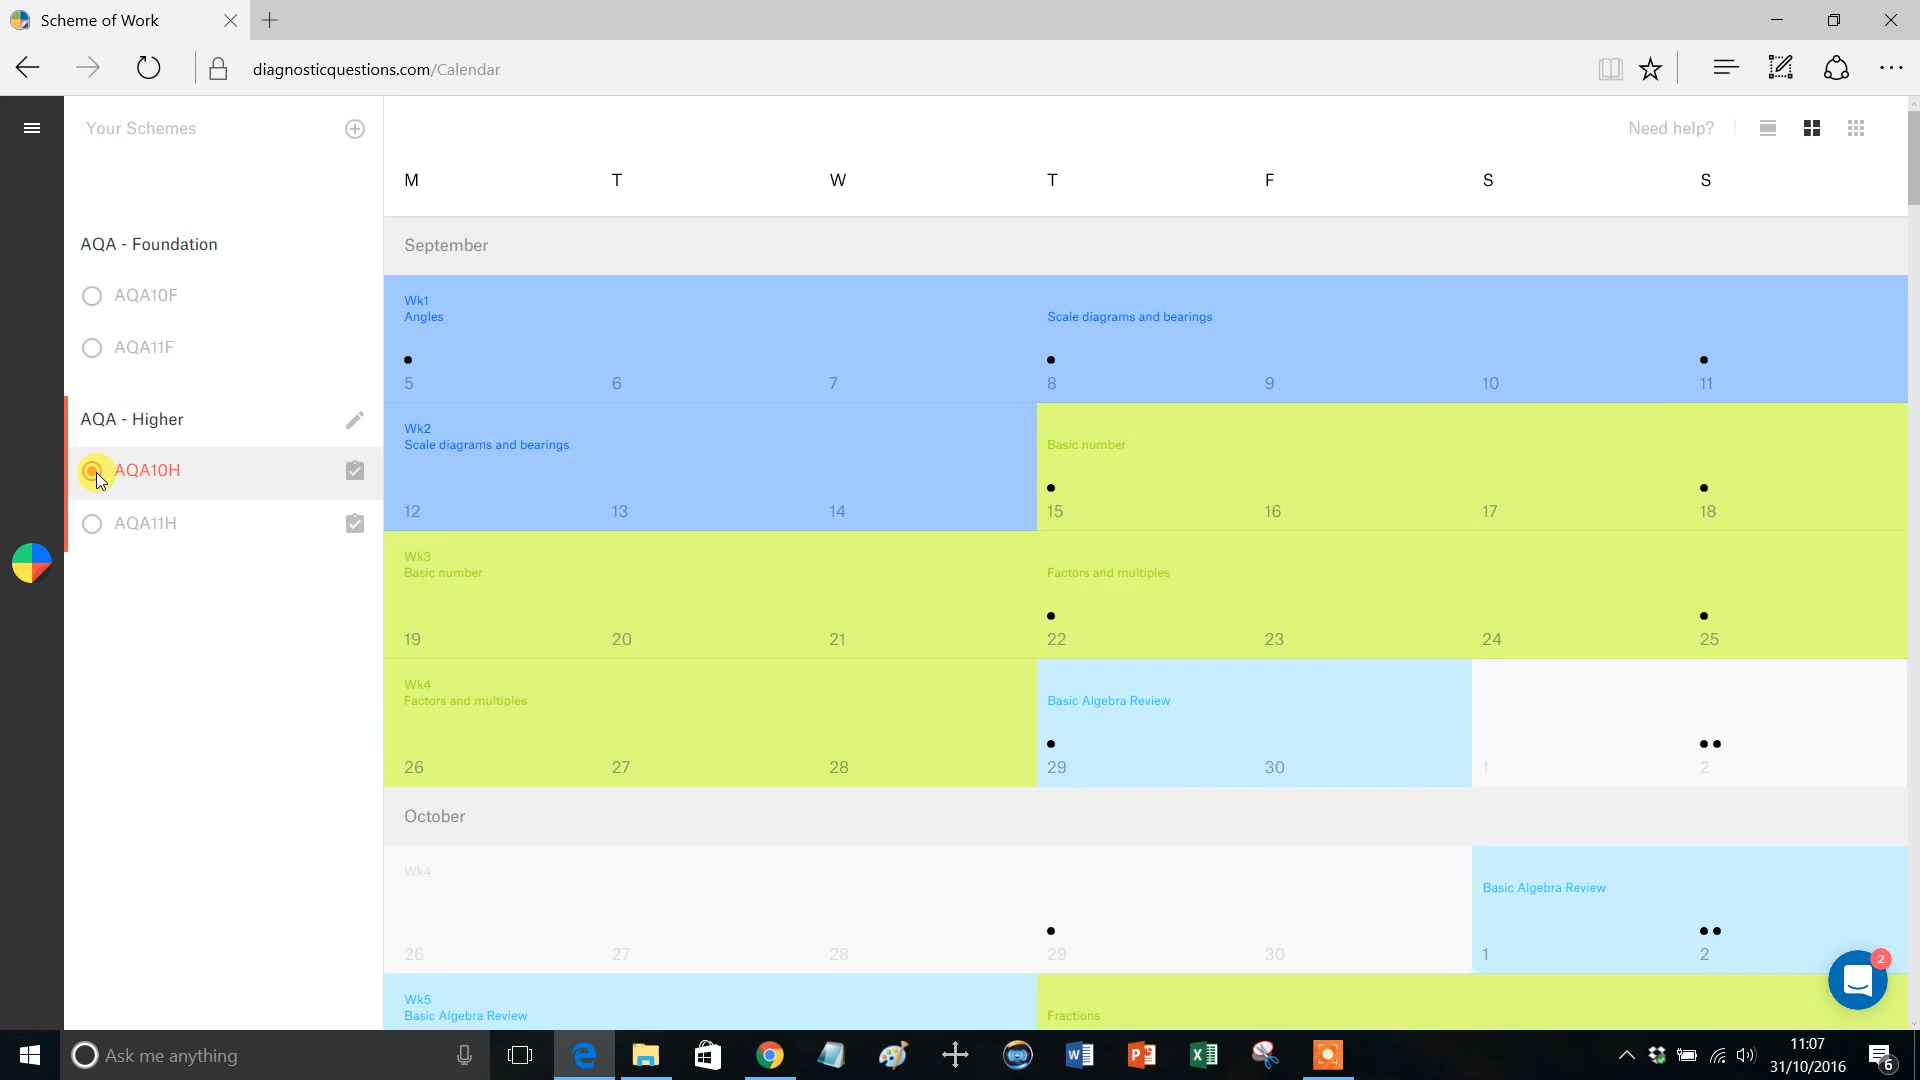 Scheme of Work
diagnosticquestions.com/Calendar
Your Schemes
Need help?
M T W T F S S
AQA - Foundation
AQA10F
AQA11F
AQA - Higher
AQA10H
AQA11H
September
Wk1
Angles
Scale diagrams and bearings
5 6 7 8 9 10 11
Wk2
Scale diagrams and bearings
Basic number
12 13 14 15 16 17 18
Wk3
Basic number
Factors and multiples
19 20 21 22 23 24 25
Wk4
Factors and multiples
Basic Algebra Review
26 27 28 29 30 1 2
October
Wk4
Basic Algebra Review
26 27 28 29 30 1 2
Wk5
Basic Algebra Review
Fractions
2
Ask me anything
11:07
31/10/2016
6